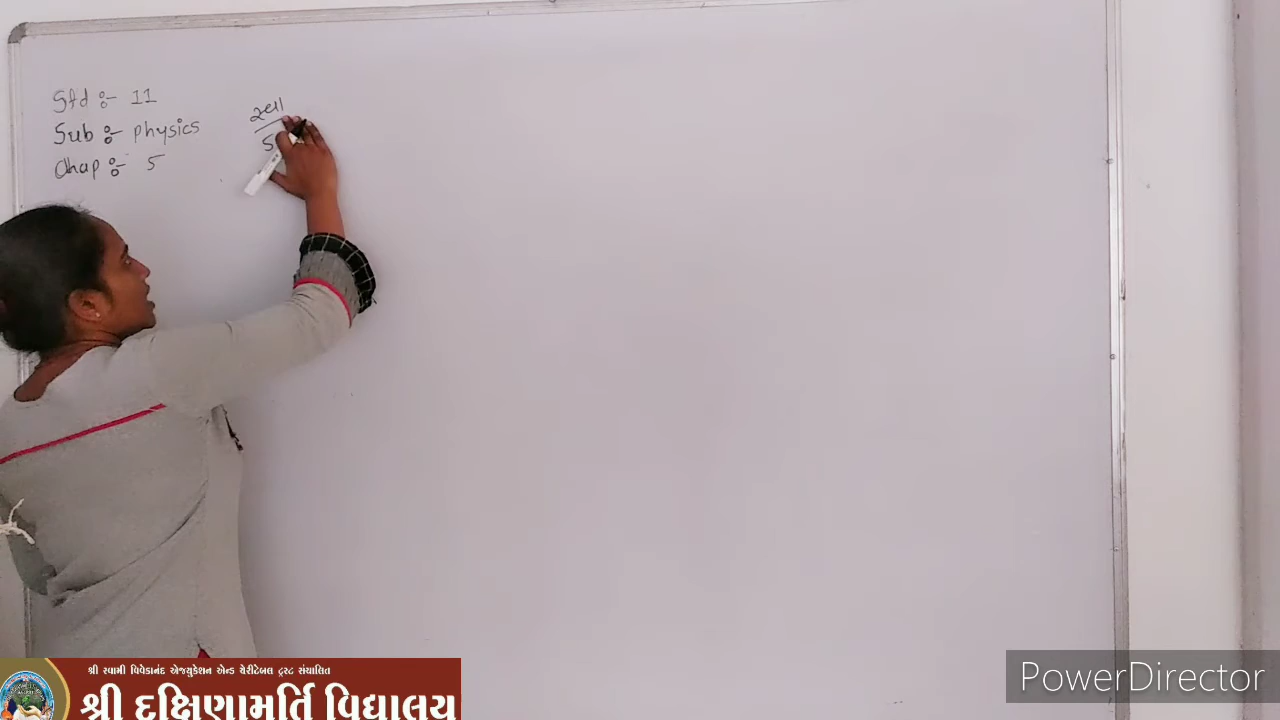 Std :- 11
Sub :- physics
Chap :- 5
શ્રી સ્વામી વિવેકાનંદ એજ્યુકેશન એન્ડ ચેરીટેબલ ટ્રસ્ટ સંચાલિત
શ્રી દક્ષિણામૂર્તિ વિદ્યાલય
PowerDirector